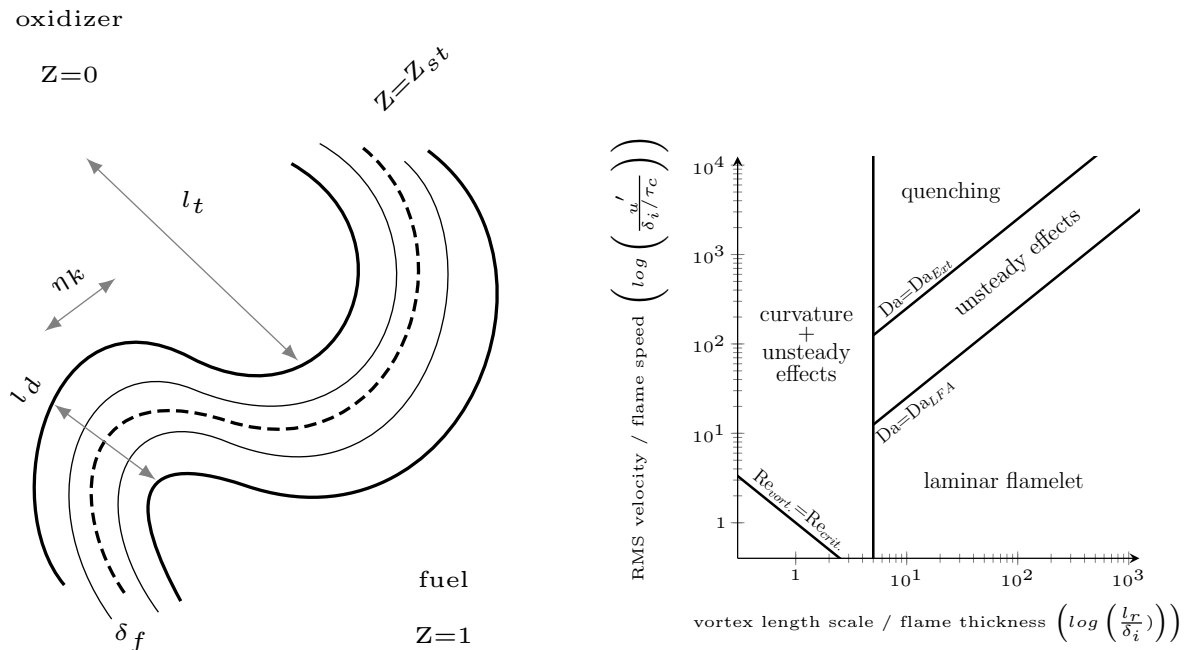 oxidizer
Z=0
Z=Z_st
l_t
η_k
l_d
δ_f
fuel
Z=1
RMS velocity / flame speed (log (u′ / (δ_i/τ_c)))
10^4
10^3
10^2
10^1
1
quenching
Da=Da_Ext
unsteady effects
curvature
+
unsteady
effects
Da=Da_LFA
Re_vort.=Re_crit.
laminar flamelet
1
10^1
10^2
10^3
vortex length scale / flame thickness (log (l_r/δ_i))